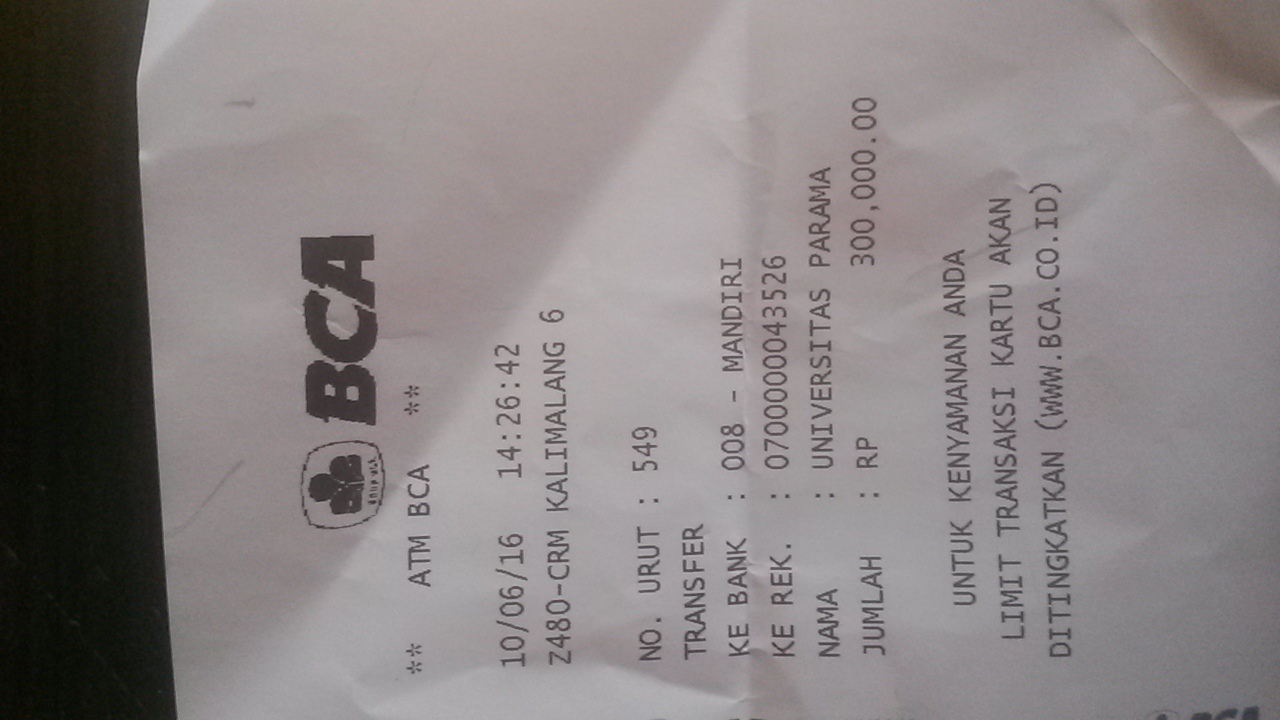 BCA
** ATM BCA **
10/06/16 14:26:42
Z480-CRM KALIMALANG 6
NO. URUT : 549
TRANSFER
KE BANK : 008 - MANDIRI
KE REK. : 0700000043526
NAMA : UNIVERSITAS PARAMA
JUMLAH : RP 300,000.00
UNTUK KENYAMANAN ANDA
LIMIT TRANSAKSI KARTU AKAN
DITINGKATKAN (WWW.BCA.CO.ID)
BCA